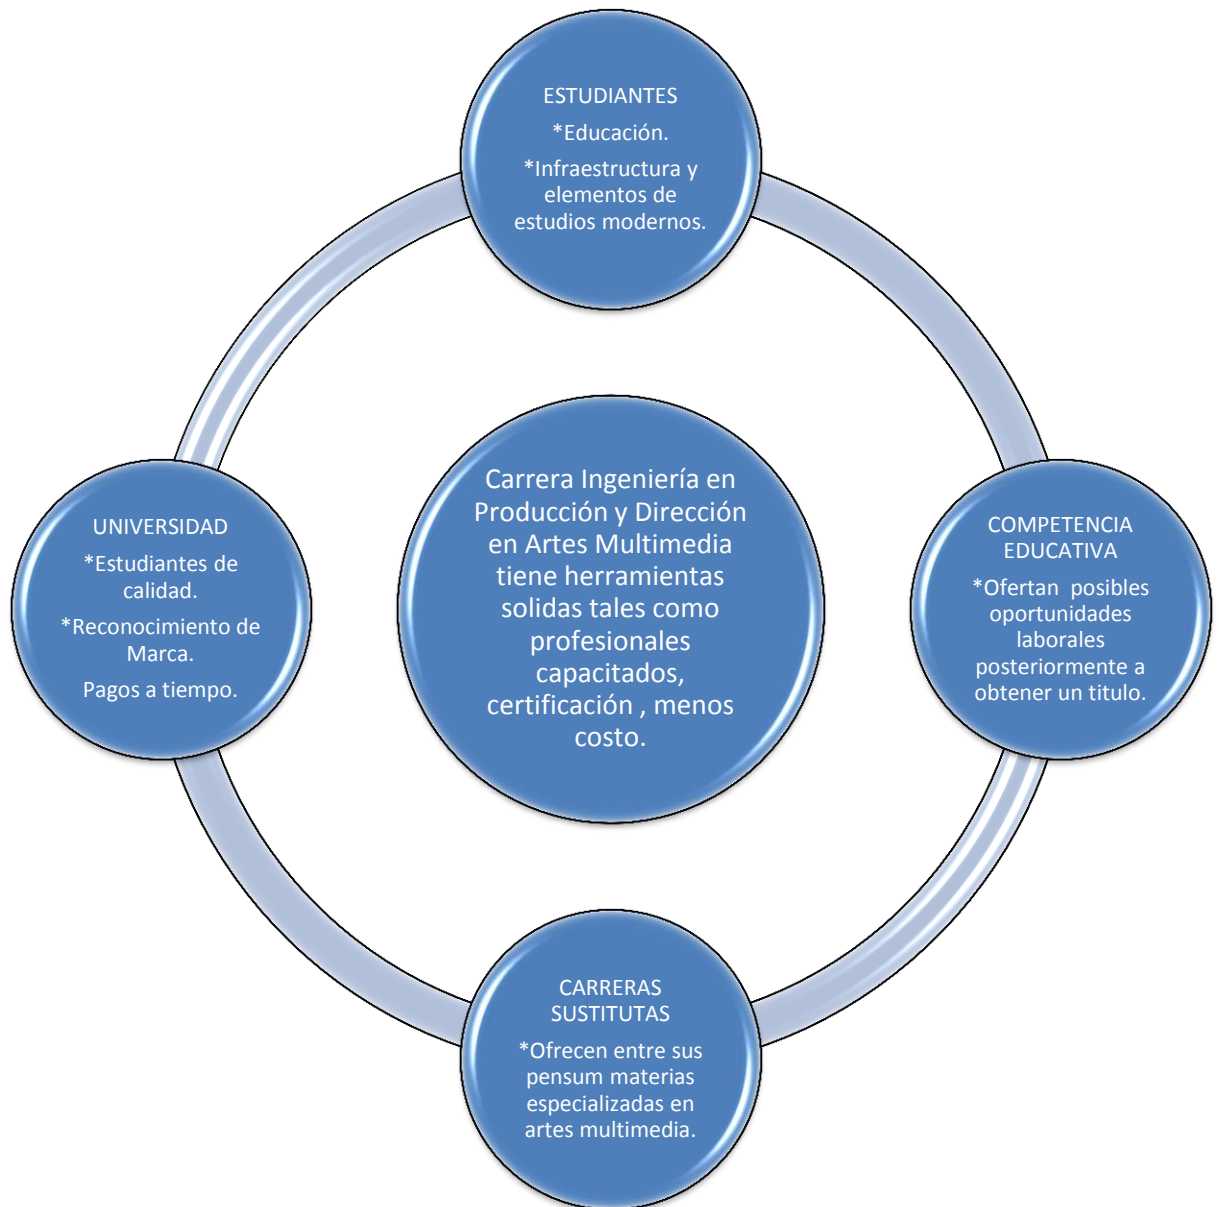 ESTUDIANTES
*Educación.
*Infraestructura y
elementos de
estudios modernos.
UNIVERSIDAD
*Estudiantes de
calidad.
*Reconocimiento de
Marca.
Pagos a tiempo.
Carrera Ingeniería en
Producción y Dirección
en Artes Multimedia
tiene herramientas
solidas tales como
profesionales
capacitados,
certificación , menos
costo.
COMPETENCIA
EDUCATIVA
*Ofertan posibles
oportunidades
laborales
posteriormente a
obtener un titulo.
CARRERAS
SUSTITUTAS
*Ofrecen entre sus
pensum materias
especializadas en
artes multimedia.